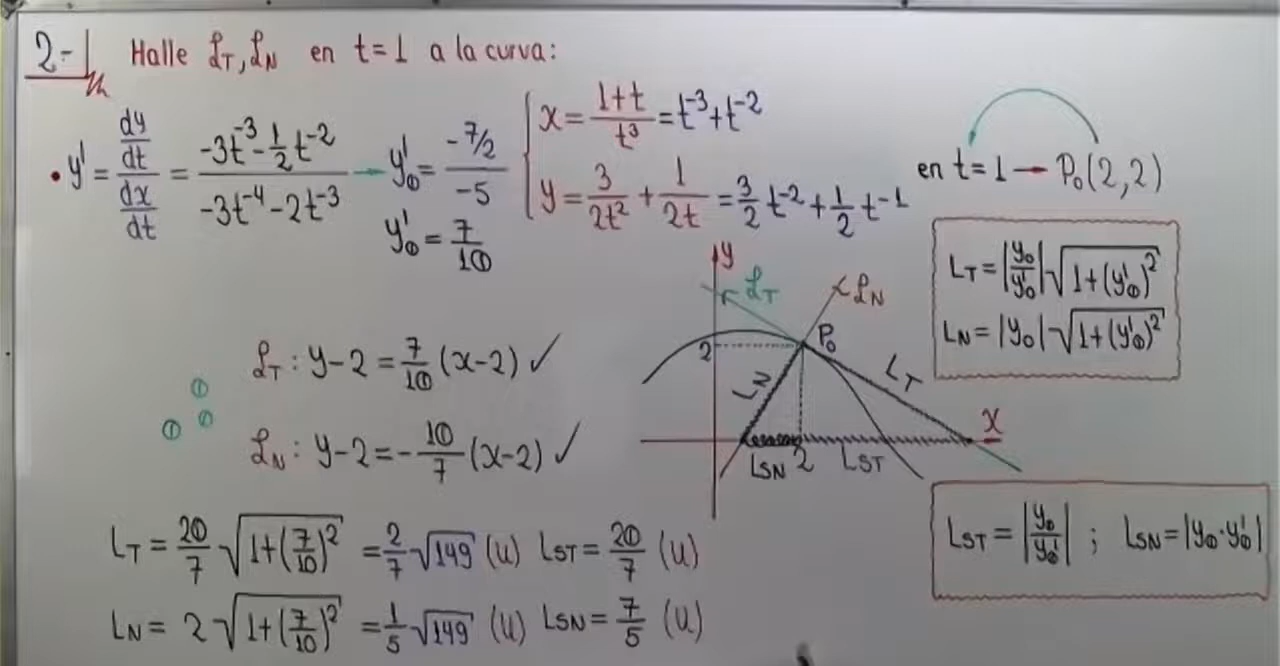 2-1 Halle ℒT, ℒN en t=1 a la curva:
• y' = (dy/dt)/(dx/dt) = (-3t⁻³ - ½t⁻²)/(-3t⁻⁴ - 2t⁻³) → y'₀ = (-7/2)/(-5)
y'₀ = 7/10
x = (1+t)/t³ = t⁻³ + t⁻²
y = 3/(2t²) + 1/(2t) = 3/2 t⁻² + 1/2 t⁻¹
en t=1 → P₀(2,2)
LT = |y₀/y'₀| √(1+(y'₀)²)
LN = |y₀| √(1+(y'₀)²)
y
ℒT
ℒN
2
P₀
LN
LT
x
LSN 2 LST
ℒT : y-2 = 7/10 (x-2) ✓
ℒN : y-2 = -10/7 (x-2) ✓
LT = 20/7 √(1+(7/10)²) = 2/7 √149 (u) LST = 20/7 (u)
LN = 2 √(1+(7/10)²) = 1/5 √149 (u) LSN = 7/5 (u)
LST = |y₀/y'₀| ; LSN = |y₀·y'₀|